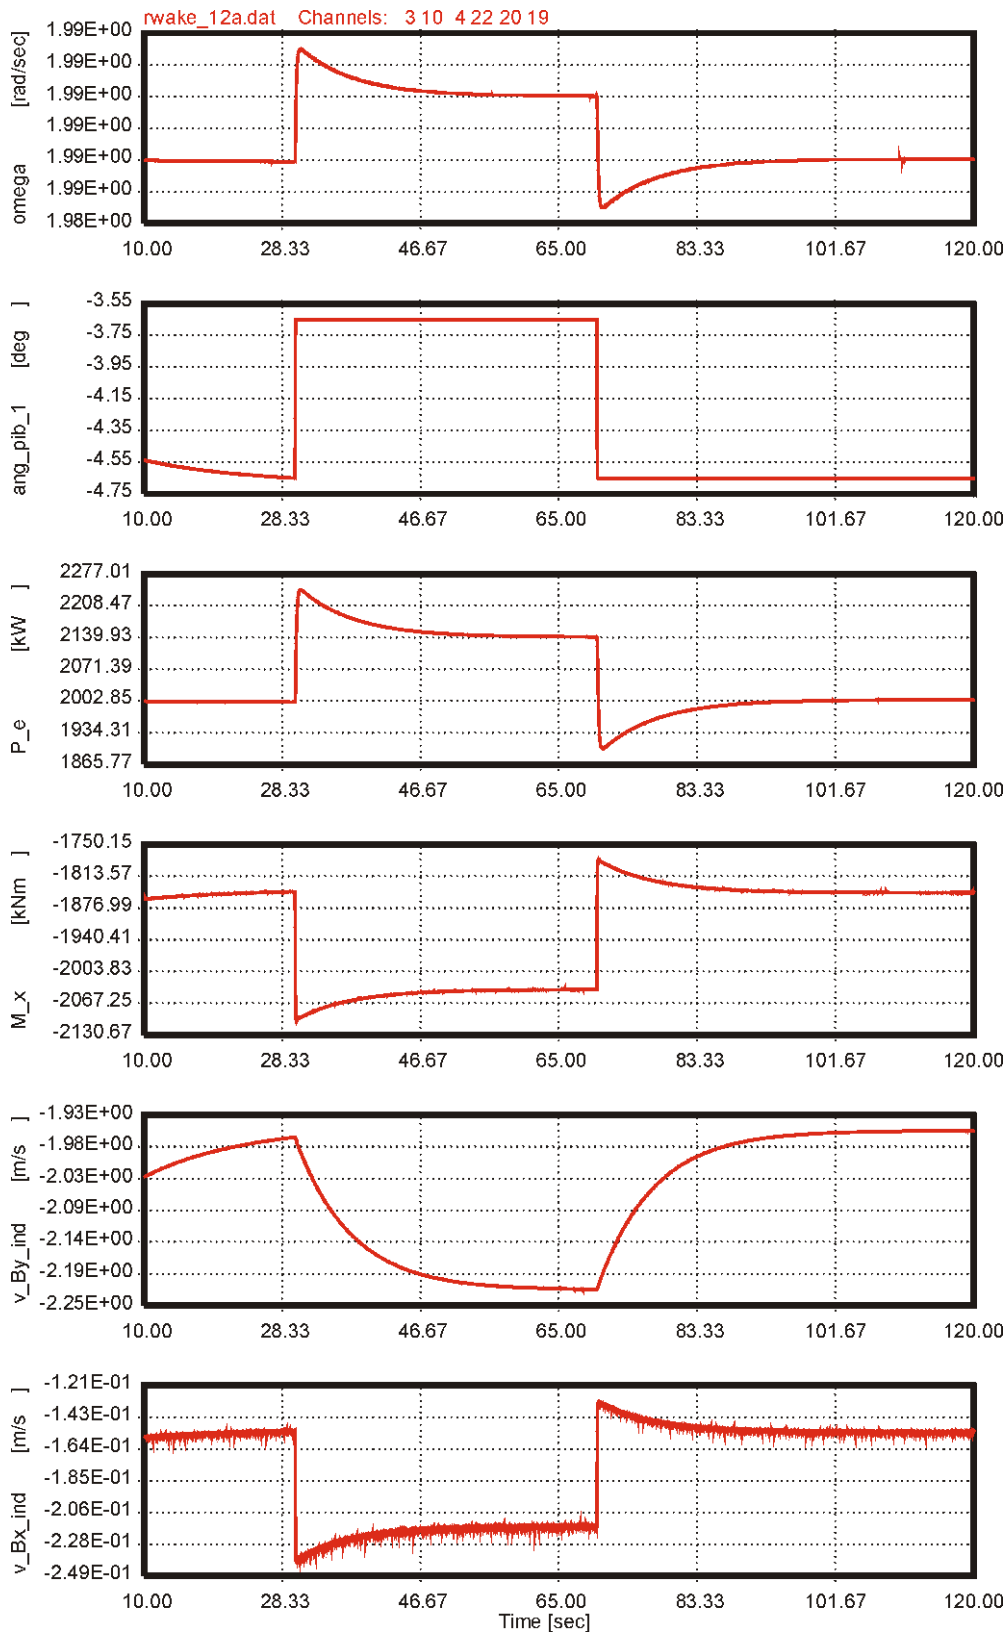 rwake_12a.dat Channels: 3 10 4 22 20 19
omega [rad/sec]
1.99E+00
1.99E+00
1.99E+00
1.99E+00
1.99E+00
1.99E+00
1.98E+00
10.00 28.33 46.67 65.00 83.33 101.67 120.00
ang_pib_1 [deg ]
-3.55
-3.75
-3.95
-4.15
-4.35
-4.55
-4.75
10.00 28.33 46.67 65.00 83.33 101.67 120.00
P_e [kW ]
2277.01
2208.47
2139.93
2071.39
2002.85
1934.31
1865.77
10.00 28.33 46.67 65.00 83.33 101.67 120.00
M_x [kNm ]
-1750.15
-1813.57
-1876.99
-1940.41
-2003.83
-2067.25
-2130.67
10.00 28.33 46.67 65.00 83.33 101.67 120.00
v_By_ind [m/s ]
-1.93E+00
-1.98E+00
-2.03E+00
-2.09E+00
-2.14E+00
-2.19E+00
-2.25E+00
10.00 28.33 46.67 65.00 83.33 101.67 120.00
v_Bx_ind [m/s ]
-1.21E-01
-1.43E-01
-1.64E-01
-1.85E-01
-2.06E-01
-2.28E-01
-2.49E-01
10.00 28.33 46.67 65.00 83.33 101.67 120.00
Time [sec]